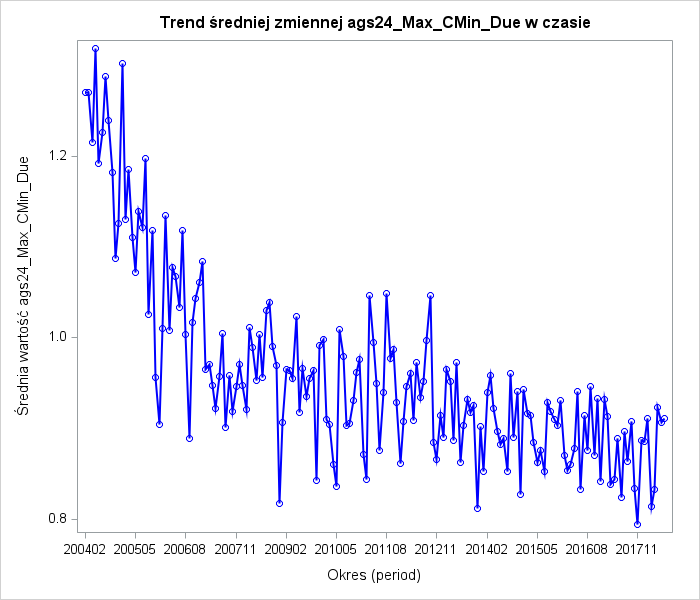 Trend średniej zmiennej ags24_Max_CMin_Due w czasie
Średnia wartość ags24_Max_CMin_Due
1.2
1.0
0.8
200402 200505 200608 200711 200902 201005 201108 201211 201402 201505 201608 201711
Okres (period)